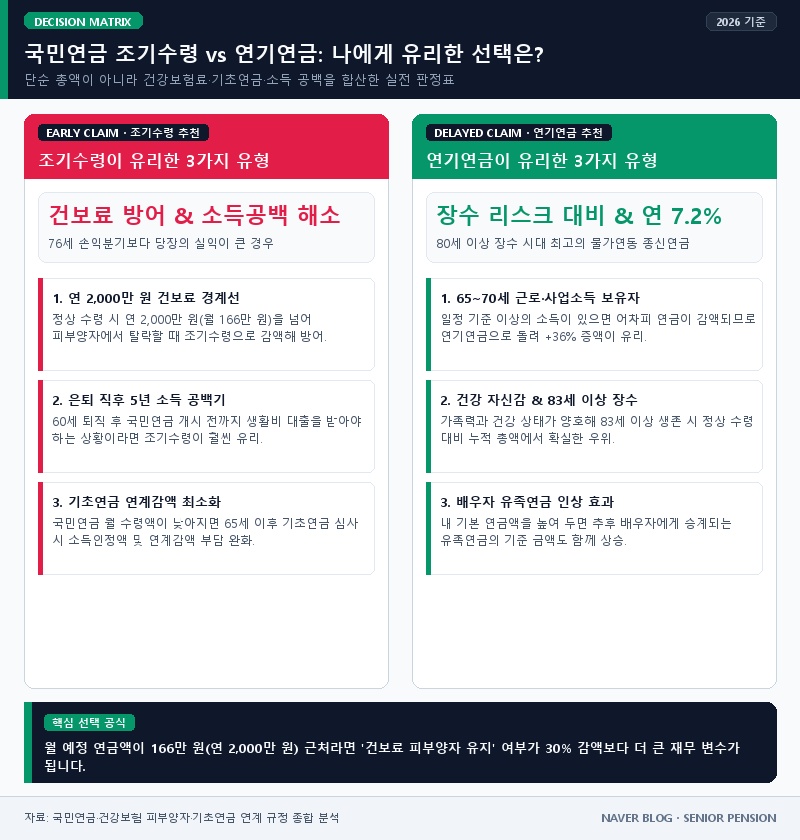 DECISION MATRIX
2026 기준
국민연금 조기수령 vs 연기연금: 나에게 유리한 선택은?
단순 총액이 아니라 건강보험료·기초연금·소득 공백을 합산한 실전 판정표
EARLY CLAIM · 조기수령 추천
조기수령이 유리한 3가지 유형
건보료 방어 & 소득공백 해소
76세 손익분기보다 당장의 실익이 큰 경우
1. 연 2,000만 원 건보료 경계선
정상 수령 시 연 2,000만 원(월 166만 원)을 넘어
피부양자에서 탈락할 때 조기수령으로 감액해 방어.
2. 은퇴 직후 5년 소득 공백기
60세 퇴직 후 국민연금 개시 전까지 생활비 대출을 받아야
하는 상황이라면 조기수령이 훨씬 유리.
3. 기초연금 연계감액 최소화
국민연금 월 수령액이 낮아지면 65세 이후 기초연금 심사
시 소득인정액 및 연계감액 부담 완화.
DELAYED CLAIM · 연기연금 추천
연기연금이 유리한 3가지 유형
장수 리스크 대비 & 연 7.2%
80세 이상 장수 시대 최고의 물가연동 종신연금
1. 65~70세 근로·사업소득 보유자
일정 기준 이상의 소득이 있으면 어차피 연금이 감액되므로
연기연금으로 돌려 +36% 증액이 유리.
2. 건강 자신감 & 83세 이상 장수
가족력과 건강 상태가 양호해 83세 이상 생존 시 정상 수령
대비 누적 총액에서 확실한 우위.
3. 배우자 유족연금 인상 효과
내 기본 연금액을 높여 두면 추후 배우자에게 승계되는
유족연금의 기준 금액도 함께 상승.
핵심 선택 공식
월 예정 연금액이 166만 원(연 2,000만 원) 근처라면 '건보료 피부양자 유지' 여부가 30% 감액보다 더 큰 재무 변수가
됩니다.
자료: 국민연금·건강보험 피부양자·기초연금 연계 규정 종합 분석
NAVER BLOG · SENIOR PENSION